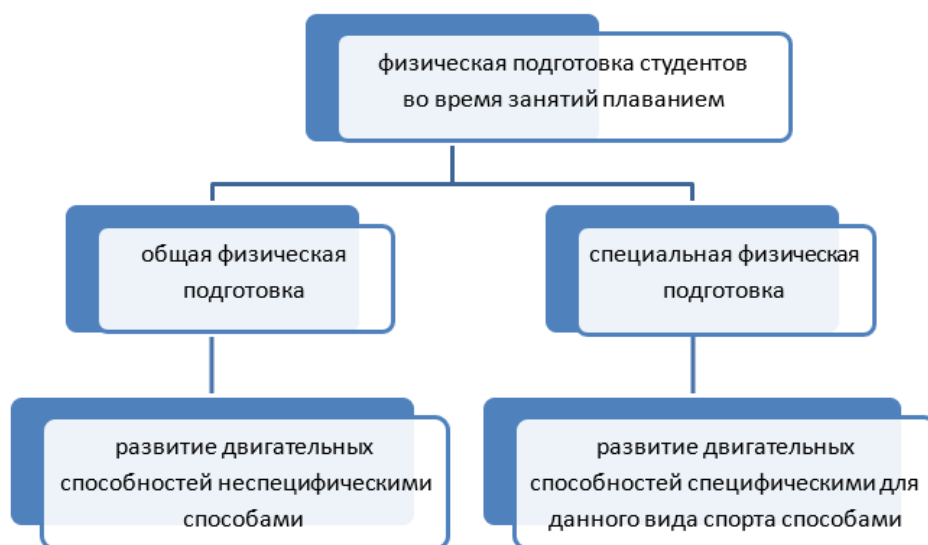 физическая подготовка студентов
во время занятий плаванием
общая физическая
подготовка
специальная физическая
подготовка
развитие двигательных
способностей неспецифическими
способами
развитие двигательных
способностей специфическими для
данного вида спорта способами